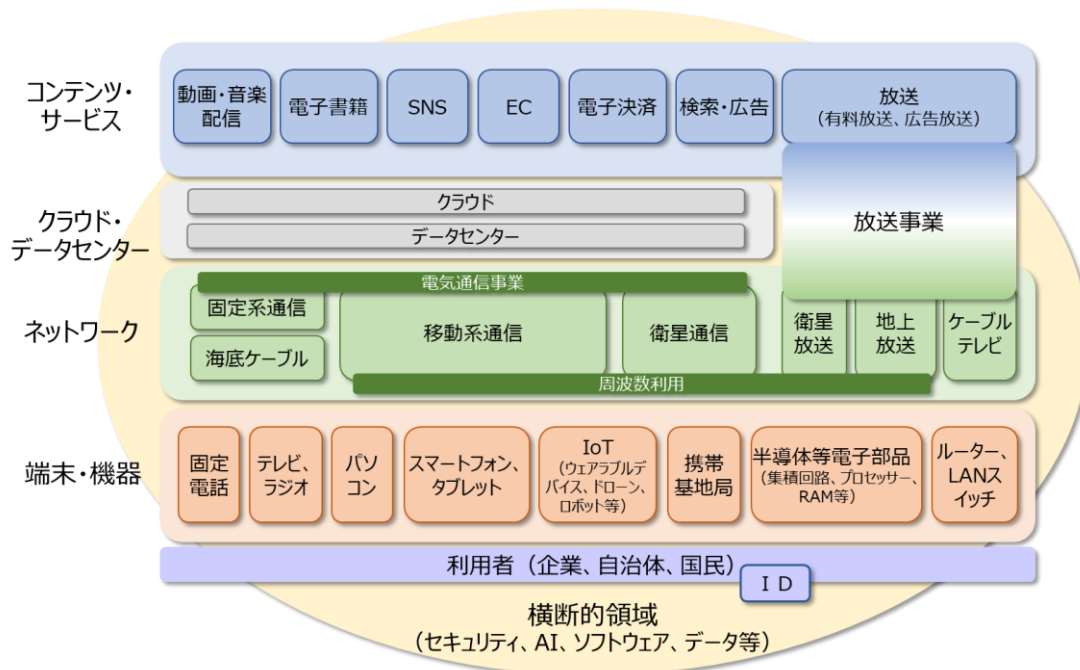 コンテンツ・
サービス
動画・音楽
配信
電子書籍
SNS
EC
電子決済
検索・広告
放送
(有料放送、広告放送)
クラウド・
データセンター
クラウド
データセンター
放送事業
ネットワーク
電気通信事業
固定系通信
海底ケーブル
移動系通信
衛星通信
衛星
放送
地上
放送
ケーブル
テレビ
周波数利用
端末・機器
固定
電話
テレビ、
ラジオ
パソ
コン
スマートフォン、
タブレット
IoT
(ウェアラブルデ
バイス、ドローン、
ロボット等)
携帯
基地局
半導体等電子部品
(集積回路、プロセッサー、
RAM等)
ルーター、
LANス
イッチ
利用者(企業、自治体、国民)
ID
横断的領域
(セキュリティ、AI、ソフトウェア、データ等)